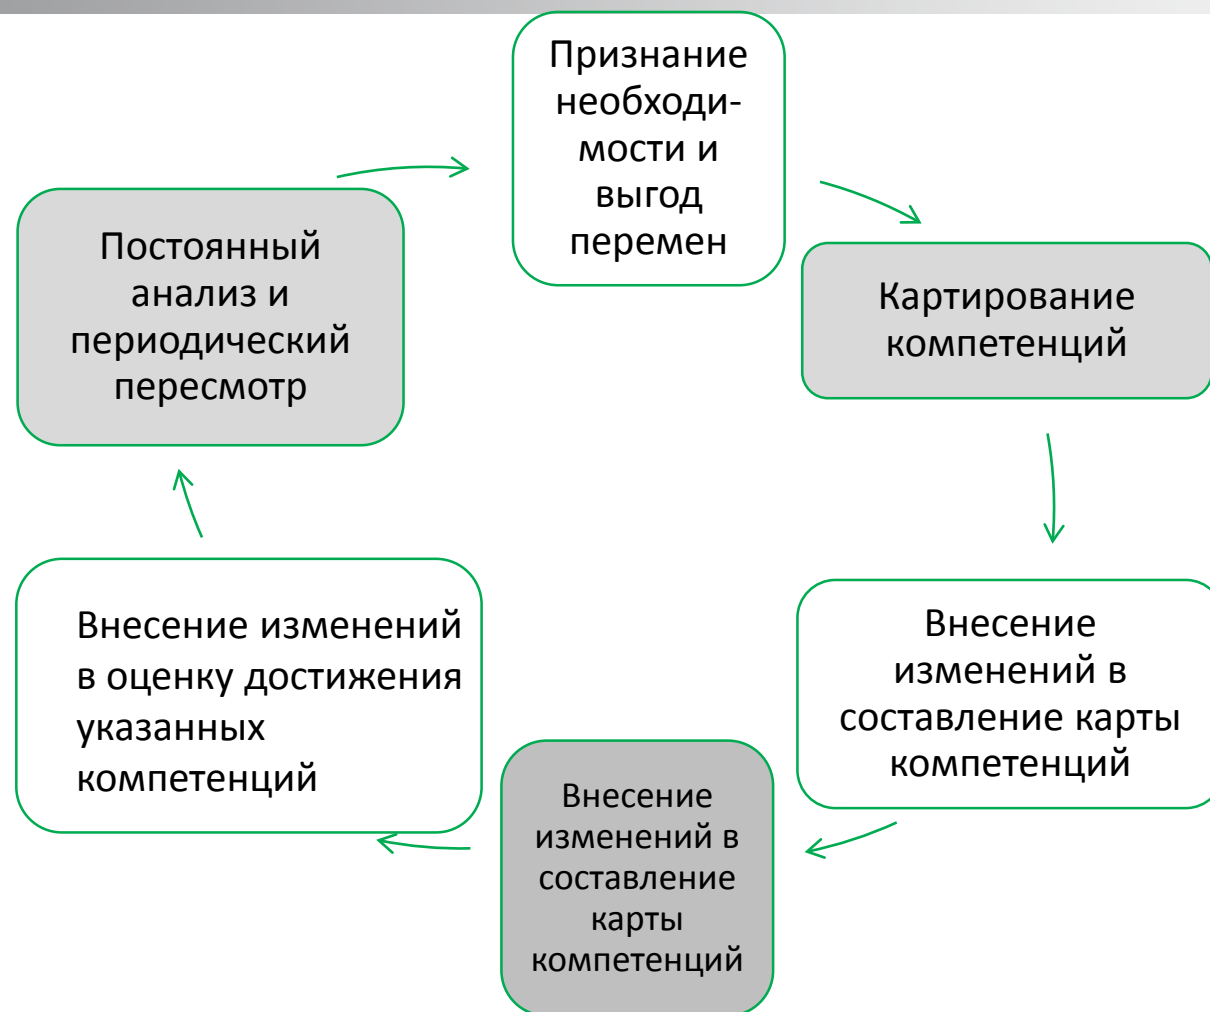 Признание
необходи-
мости и
выгод
перемен
Картирование
компетенций
Внесение
изменений в
составление карты
компетенций
Внесение
изменений в
составление
карты
компетенций
Внесение изменений
в оценку достижения
указанных
компетенций
Постоянный
анализ и
периодический
пересмотр